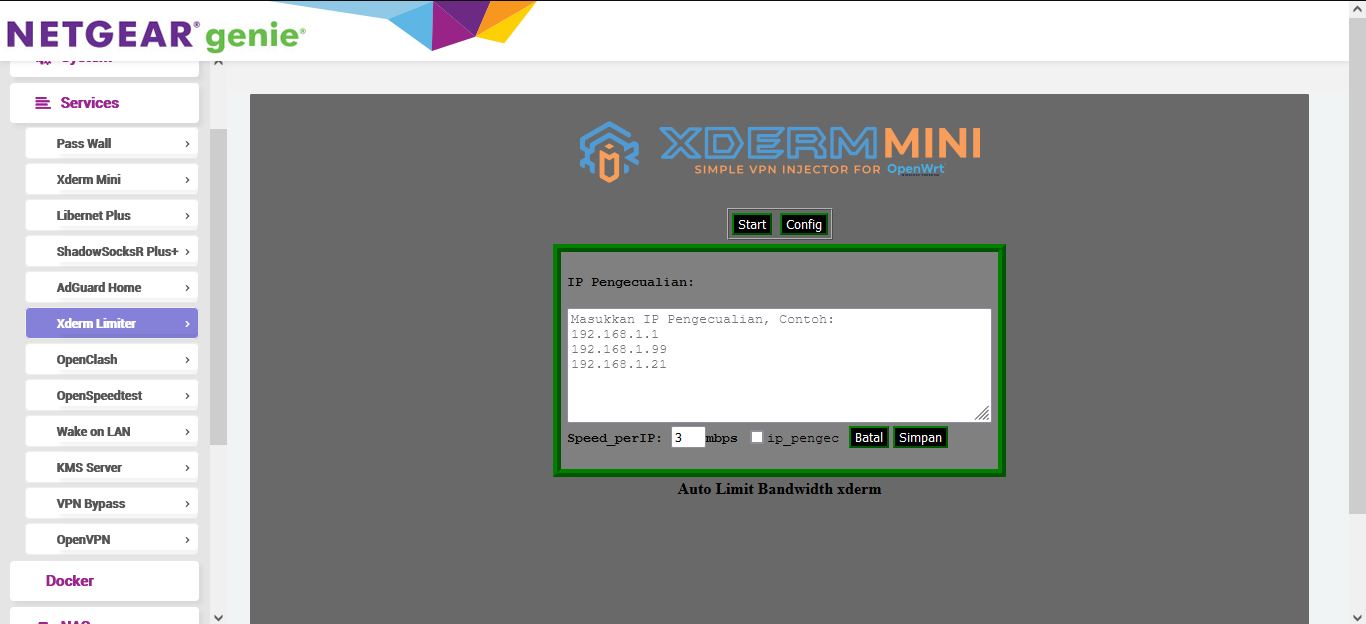 NETGEAR® genie®
Services
Pass Wall
Xderm Mini
Libernet Plus
ShadowSocksR Plus+
AdGuard Home
Xderm Limiter
OpenClash
OpenSpeedtest
Wake on LAN
KMS Server
VPN Bypass
OpenVPN
Docker
XDERM MINI
SIMPLE VPN INJECTOR FOR OpenWrt
Start Config
IP Pengecualian:
Masukkan IP Pengecualian, Contoh:
192.168.1.1
192.168.1.99
192.168.1.21
Speed_perIP: 3 mbps ip_pengec Batal Simpan
Auto Limit Bandwidth xderm